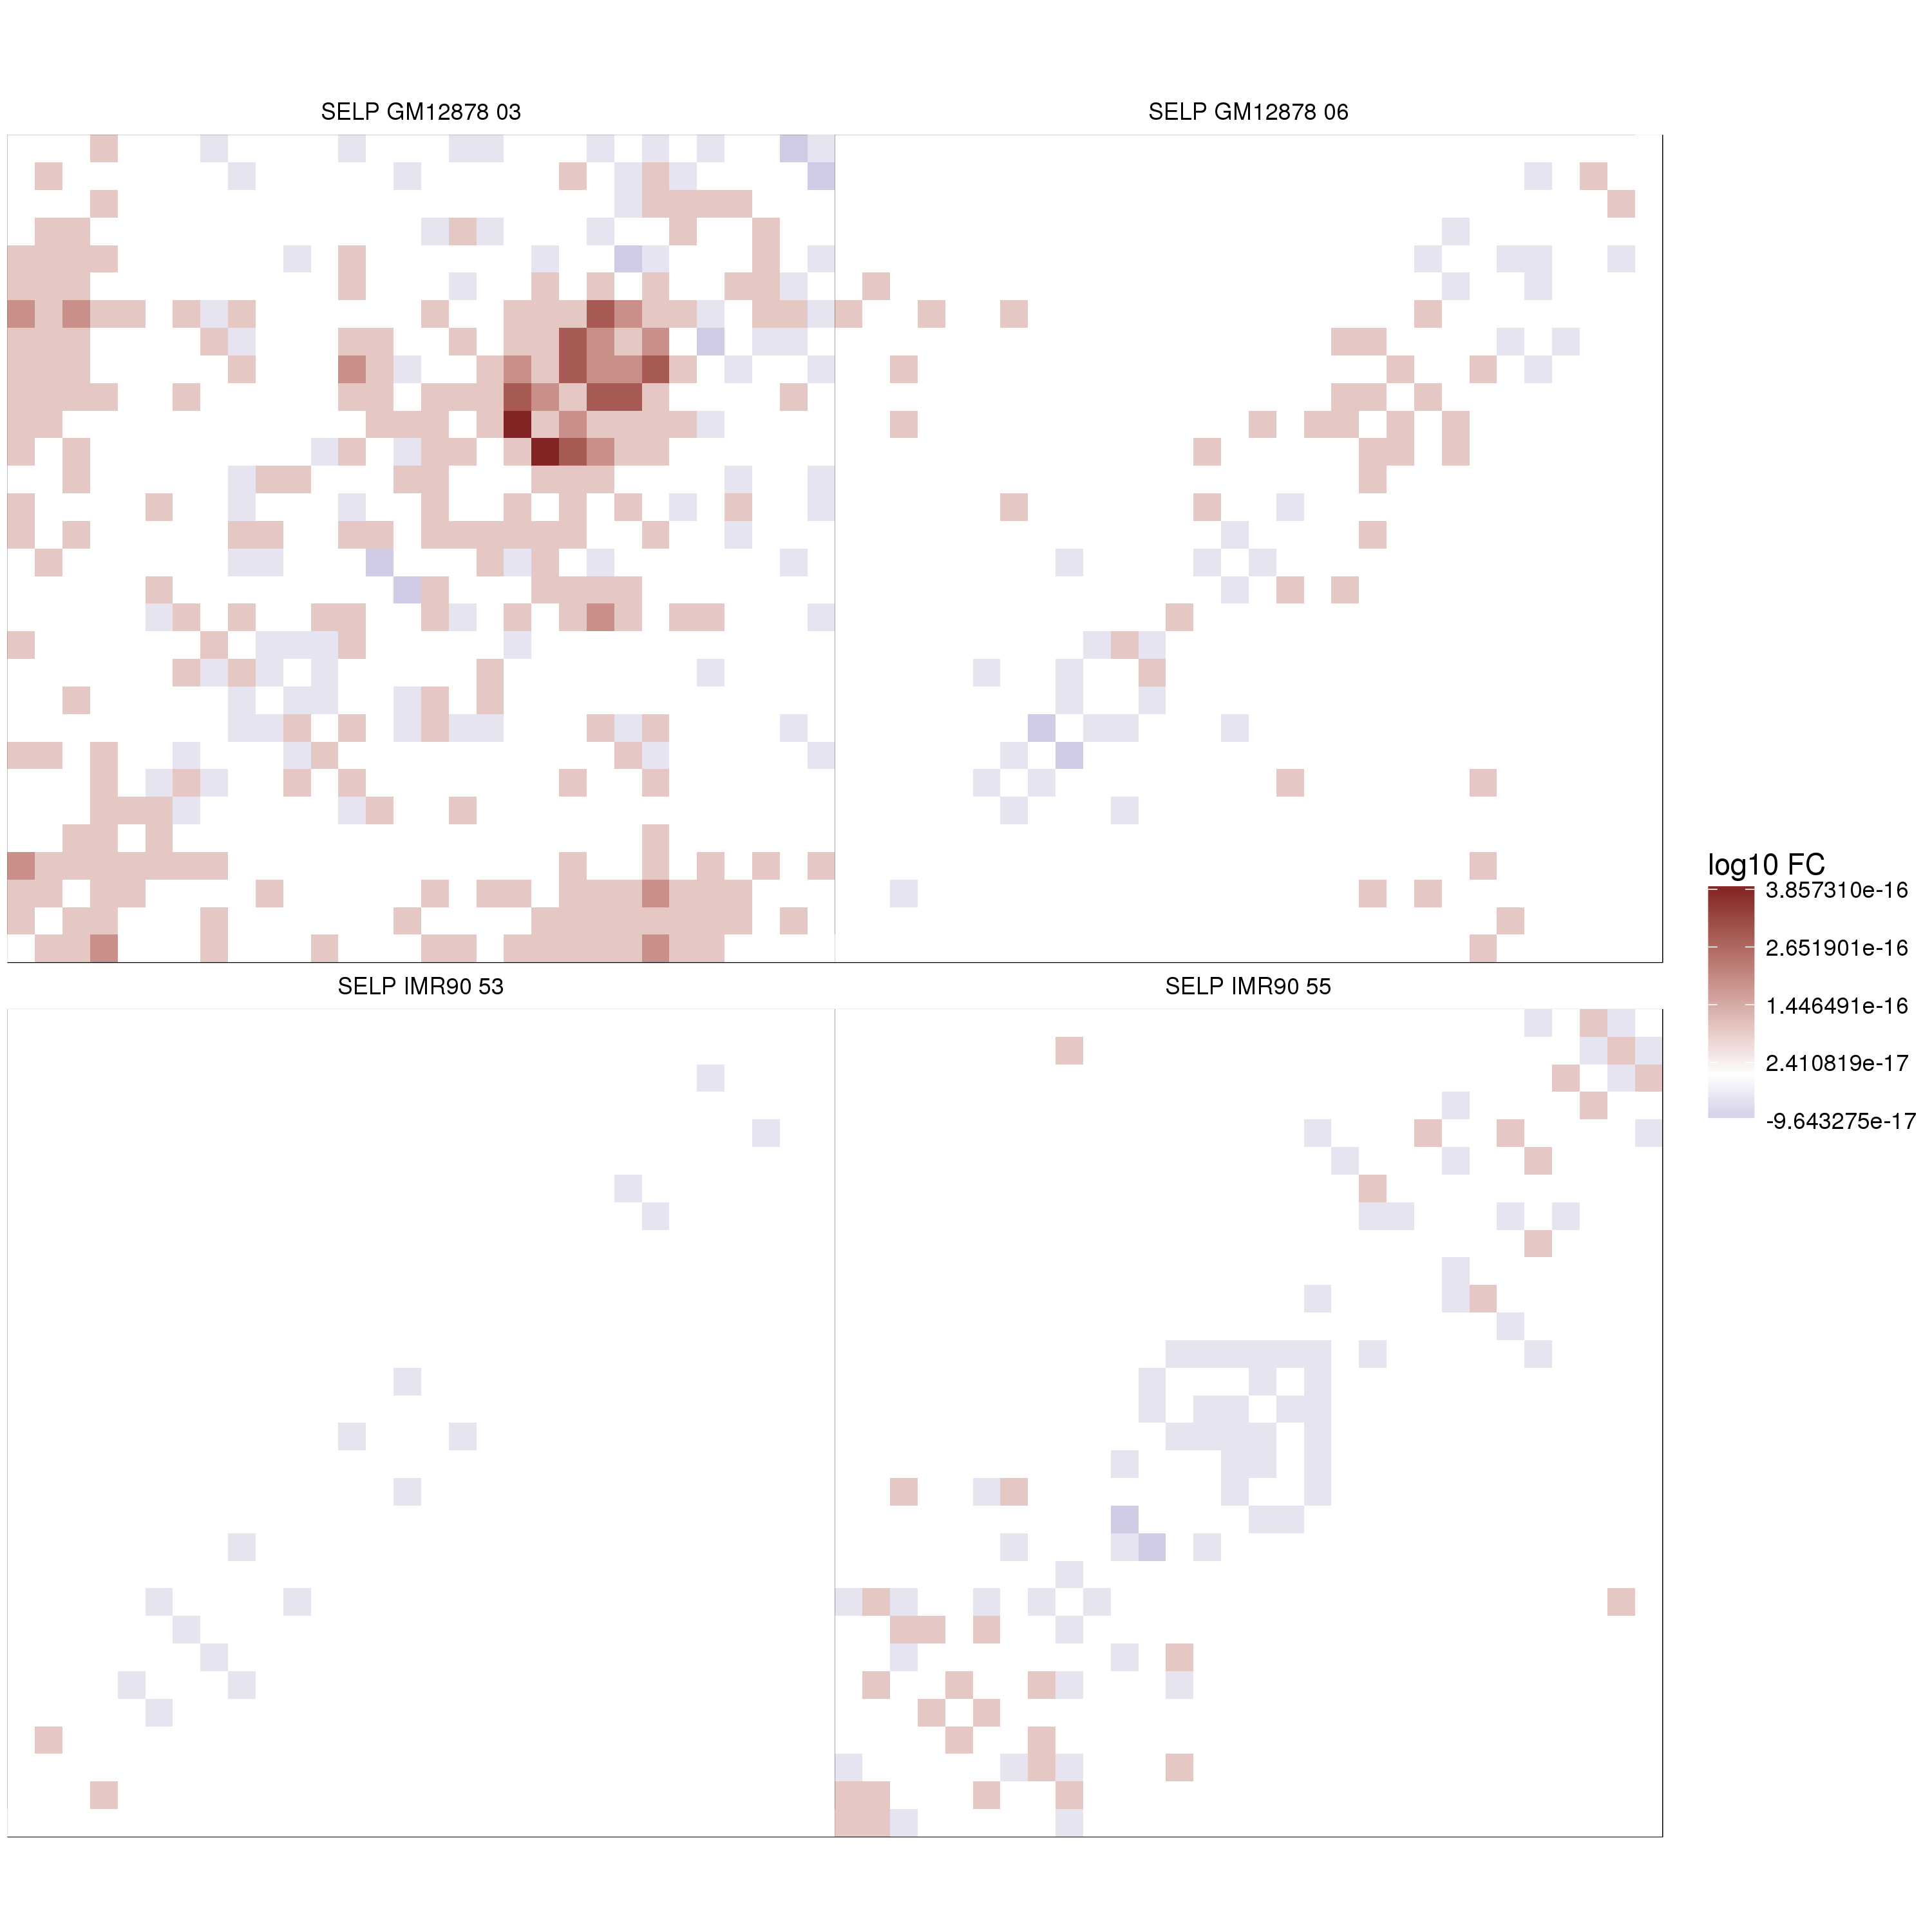 SELP GM12878 03
SELP GM12878 06
SELP IMR90 53
SELP IMR90 55
log10 FC
3.857310e-16
2.651901e-16
1.446491e-16
2.410819e-17
-9.643275e-17